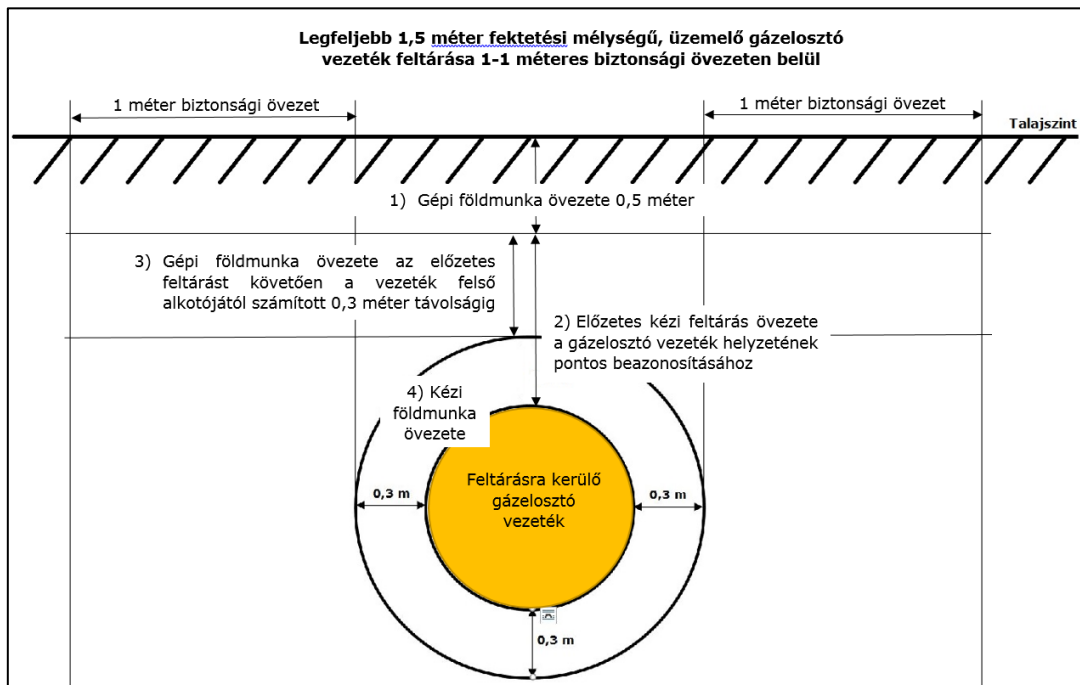 Legfeljebb 1,5 méter fektetési mélységű, üzemelő gázelosztó
vezeték feltárása 1-1 méteres biztonsági övezeten belül
1 méter biztonsági övezet
1 méter biztonsági övezet
Talajszint
1) Gépi földmunka övezete 0,5 méter
3) Gépi földmunka övezete az előzetes
feltárást követően a vezeték felső
alkotójától számított 0,3 méter távolságig
2) Előzetes kézi feltárás övezete
a gázelosztó vezeték helyzetének
pontos beazonosításához
4) Kézi
földmunka
övezete
Feltárásra kerülő
gázelosztó
vezeték
0,3 m
0,3 m
0,3 m